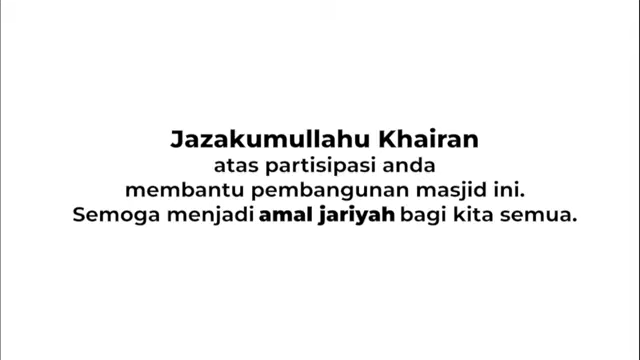 Jazakumullahu Khairan
atas partisipasi anda
membantu pembangunan masjid ini.
Semoga menjadi amal jariyah bagi kita semua.